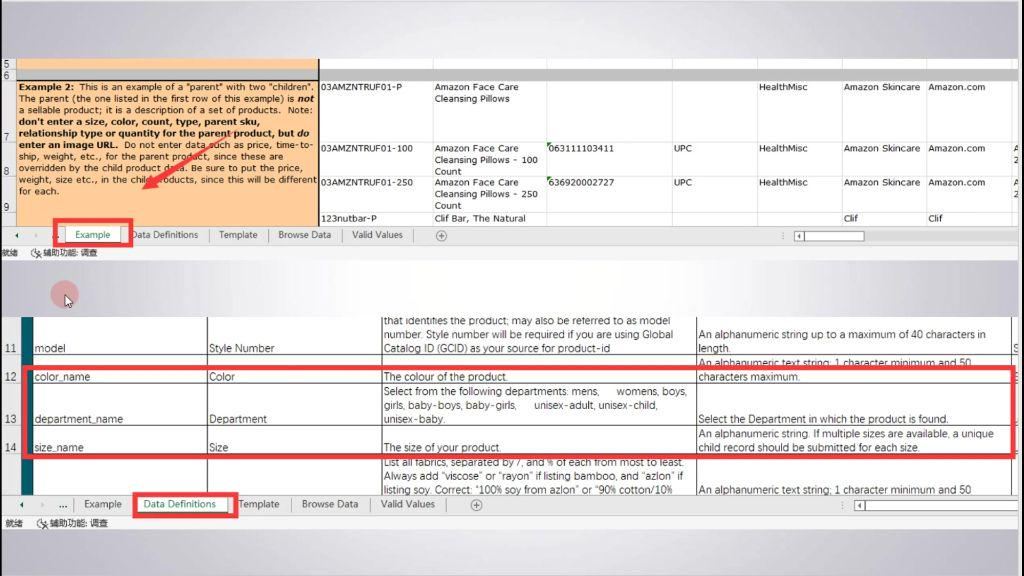 5
6
Example 2: This is an example of a "parent" with two "children".
The parent (the one listed in the first row of this example) is not
a sellable product; it is a description of a set of products. Note:
don't enter a size, color, count, type, parent sku,
relationship type or quantity for the parent product, but do
enter an image URL. Do not enter data such as price, time-to-
ship, weight, etc., for the parent product, since these are
overridden by the child product data. Be sure to put the price,
weight, size etc., in the child products, since this will be different
for each.
7
03AMZNTRUF01-P
Amazon Face Care
Cleansing Pillows
HealthMisc
Amazon Skincare
Amazon.com
8
03AMZNTRUF01-100
Amazon Face Care
Cleansing Pillows - 100
Count
063111103411
UPC
HealthMisc
Amazon Skincare
Amazon.com
9
03AMZNTRUF01-250
Amazon Face Care
Cleansing Pillows - 250
Count
636920002727
UPC
HealthMisc
Amazon Skincare
Amazon.com
123nutbar-P
Clif Bar, The Natural
Clif
Clif
... Example Data Definitions Template Browse Data Valid Values
就绪 辅助功能: 调查
11
model
Style Number
that identifies the product; may also be referred to as model
number. Style number will be required if you are using Global
Catalog ID (GCID) as your source for product-id
An alphanumeric string up to a maximum of 40 characters in
length.
12
color_name
Color
The colour of the product.
An alphanumeric text string; 1 character minimum and 50
characters maximum.
13
department_name
Department
Select from the following departments: mens, womens, boys,
girls, baby-boys, baby-girls, unisex-adult, unisex-child,
unisex-baby.
Select the Department in which the product is found.
14
size_name
Size
The size of your product.
An alphanumeric string. If multiple sizes are available, a unique
child record should be submitted for each size.
List all fabrics, separated by /, and % of each from most to least.
Always add "viscose" or "rayon" if listing bamboo, and "azlon" if
listing soy. Correct: "100% soy from azlon" or "90% cotton/10%
An alphanumeric text string; 1 character minimum and 50
... Example Data Definitions Template Browse Data Valid Values
就绪 辅助功能: 调查